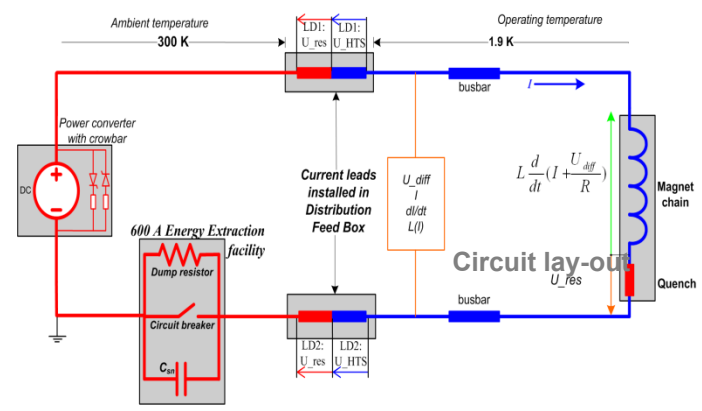 Ambient temperature
Operating temperature
300 K
1.9 K
LD1:
U_res
LD1:
U_HTS
busbar
I
Power converter
with crowbar
DC
+
−
Current leads
installed in
Distribution
Feed Box
U_diff
I
dI/dt
L(I)
L d/dt (I + U_diff/R)
Magnet
chain
600 A Energy Extraction
facility
Dump resistor
Circuit lay-out
U_res
Quench
Circuit breaker
busbar
C_sn
LD2:
U_res
LD2:
U_HTS